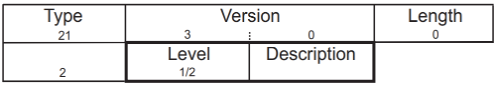 Type Version Length
21 3 0 0
Level Description
2 1/2